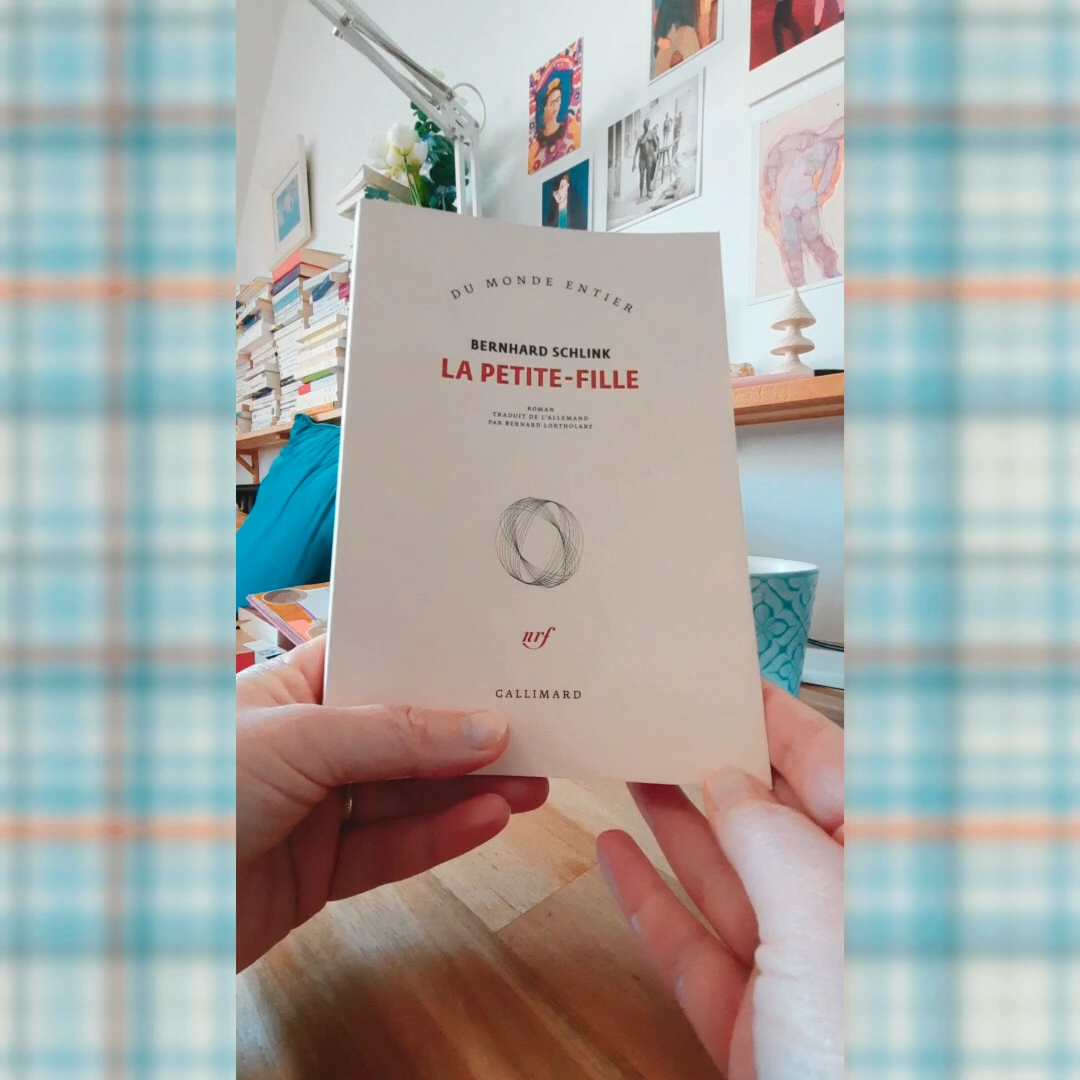 DU MONDE ENTIER
BERNHARD SCHLINK
LA PETITE-FILLE
ROMAN
TRADUIT DE L'ALLEMAND
PAR BERNARD LORTHOLARY
nrf
GALLIMARD